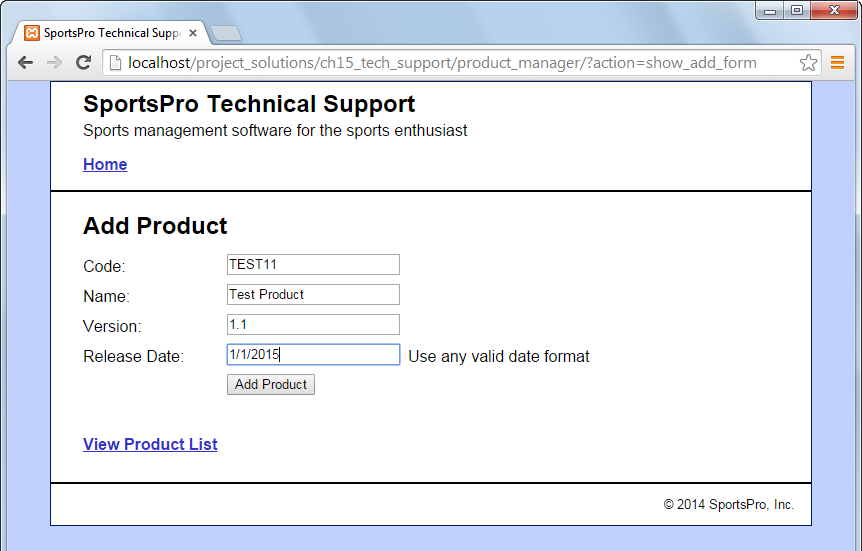 SportsPro Technical Supp
localhost/project_solutions/ch15_tech_support/product_manager/?action=show_add_form
SportsPro Technical Support
Sports management software for the sports enthusiast
Home
Add Product
Code: TEST11
Name: Test Product
Version: 1.1
Release Date: 1/1/2015 Use any valid date format
Add Product
View Product List
© 2014 SportsPro, Inc.